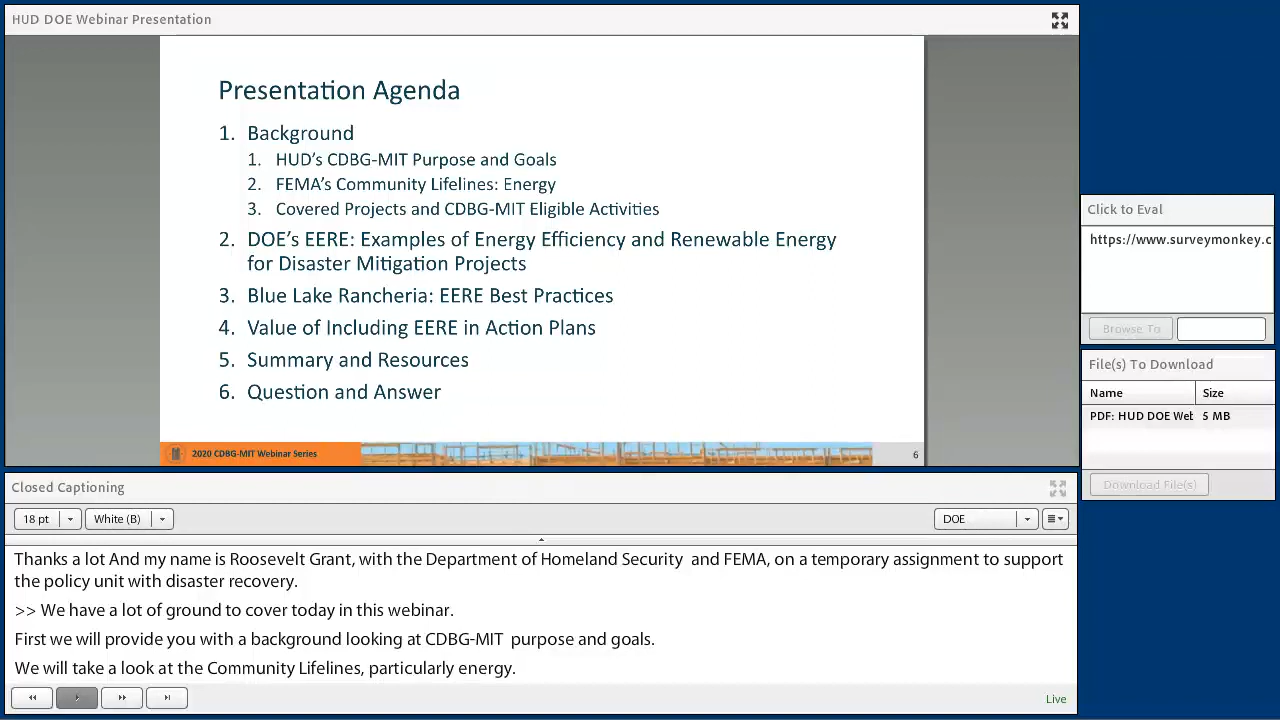 HUD DOE Webinar Presentation
Presentation Agenda
1. Background
1. HUD's CDBG-MIT Purpose and Goals
2. FEMA's Community Lifelines: Energy
3. Covered Projects and CDBG-MIT Eligible Activities
2. DOE's EERE: Examples of Energy Efficiency and Renewable Energy
for Disaster Mitigation Projects
3. Blue Lake Rancheria: EERE Best Practices
4. Value of Including EERE in Action Plans
5. Summary and Resources
6. Question and Answer
2020 CDBG-MIT Webinar Series
6
Click to Eval
https://www.surveymonkey.c
Browse To
File(s) To Download
Name Size
PDF: HUD DOE Wet 5 MB
Download File(s)
Closed Captioning
18 pt White (B) DOE
Thanks a lot And my name is Roosevelt Grant, with the Department of Homeland Security and FEMA, on a temporary assignment to support
the policy unit with disaster recovery.
>> We have a lot of ground to cover today in this webinar.
First we will provide you with a background looking at CDBG-MIT purpose and goals.
We will take a look at the Community Lifelines, particularly energy.
Live